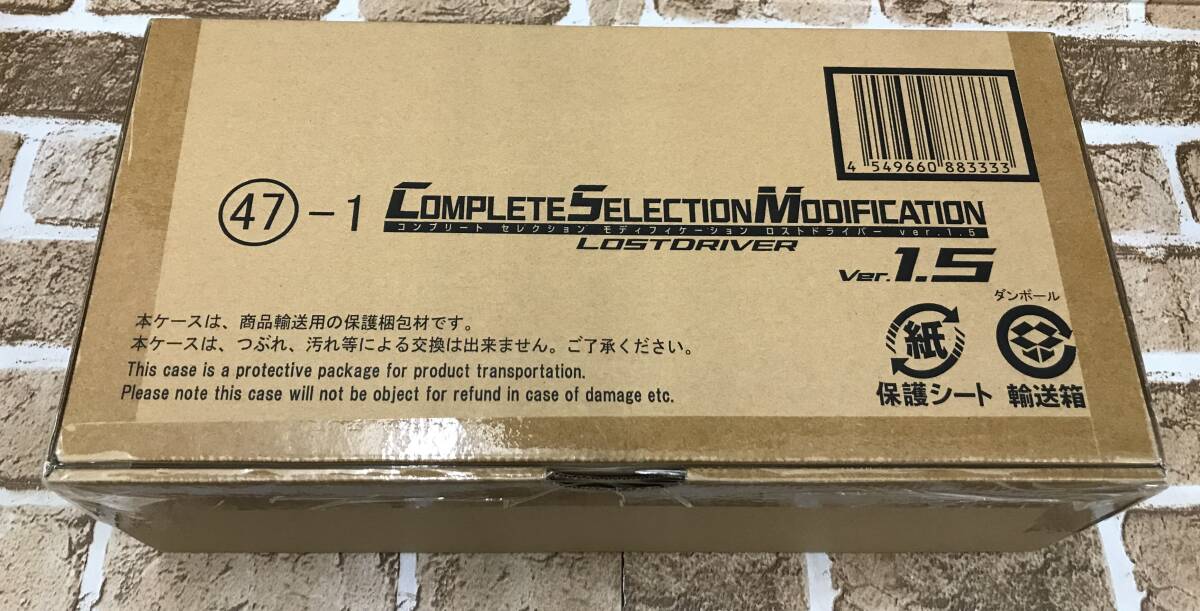 4 549660 883333
㊼-1 COMPLETE SELECTION MODIFICATION
コンプリート セレクション モディフィケーション ロストドライバー ver.1.5
LOSTDRIVER
Ver.1.5
本ケースは、商品輸送用の保護梱包材です。
本ケースは、つぶれ、汚れ等による交換は出来ません。ご了承ください。
This case is a protective package for product transportation.
Please note this case will not be object for refund in case of damage etc.
紙
保護シート
ダンボール
輸送箱